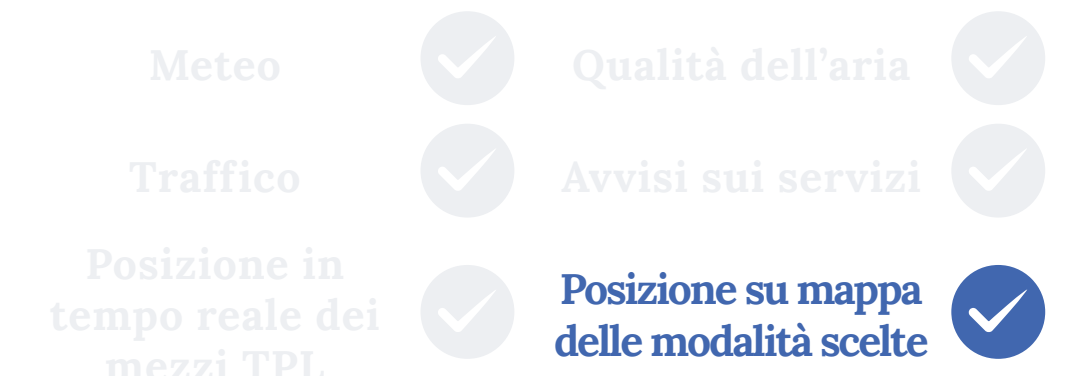 Meteo
Qualità dell’aria
Traffico
Avvisi sui servizi
Posizione in
tempo reale dei
mezzi TPL
Posizione su mappa
delle modalità scelte